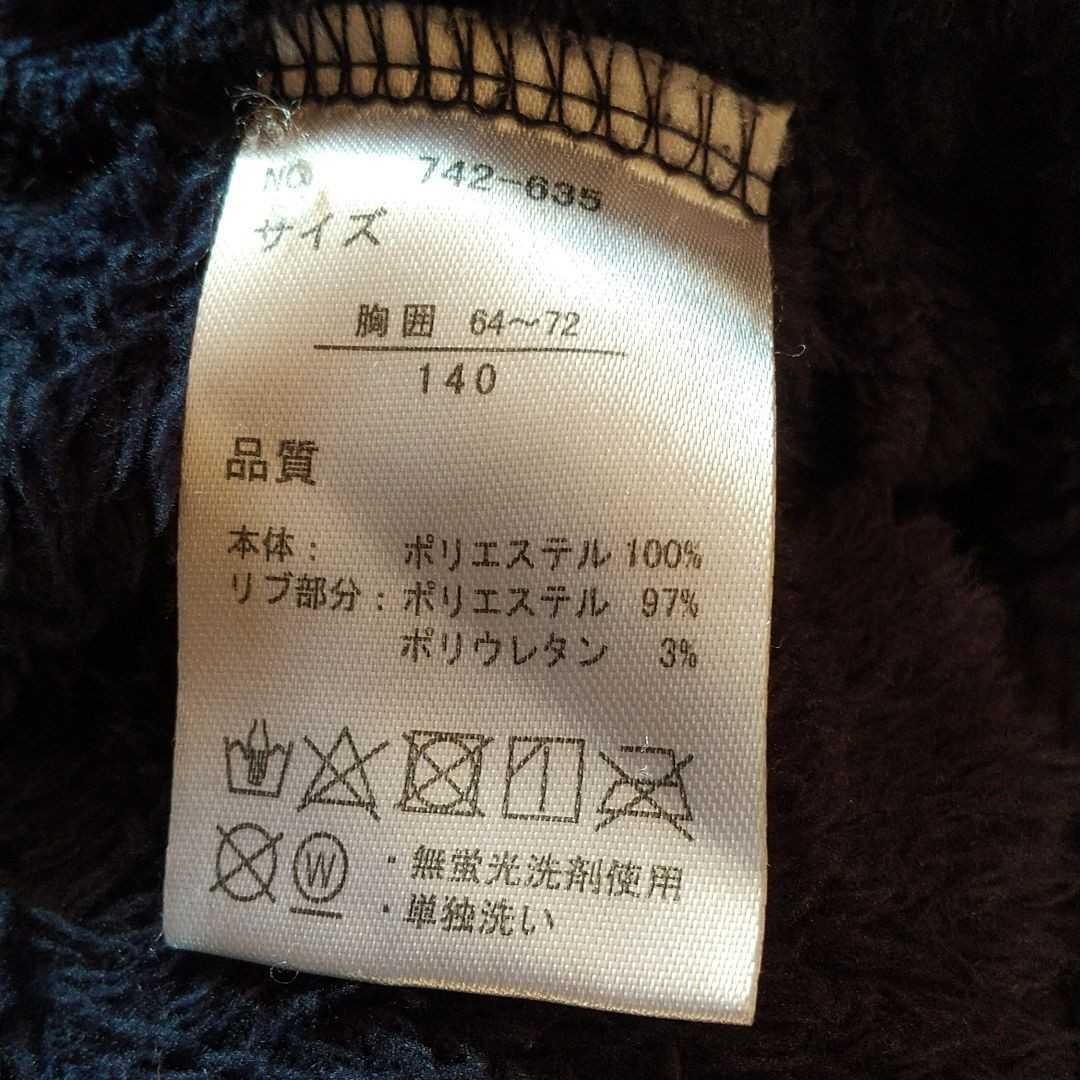 NO 742-635
サイズ
胸囲 64～72
140
品質
本体： ポリエステル 100%
リブ部分：ポリエステル 97%
ポリウレタン 3%
W
・無蛍光洗剤使用
・単独洗い